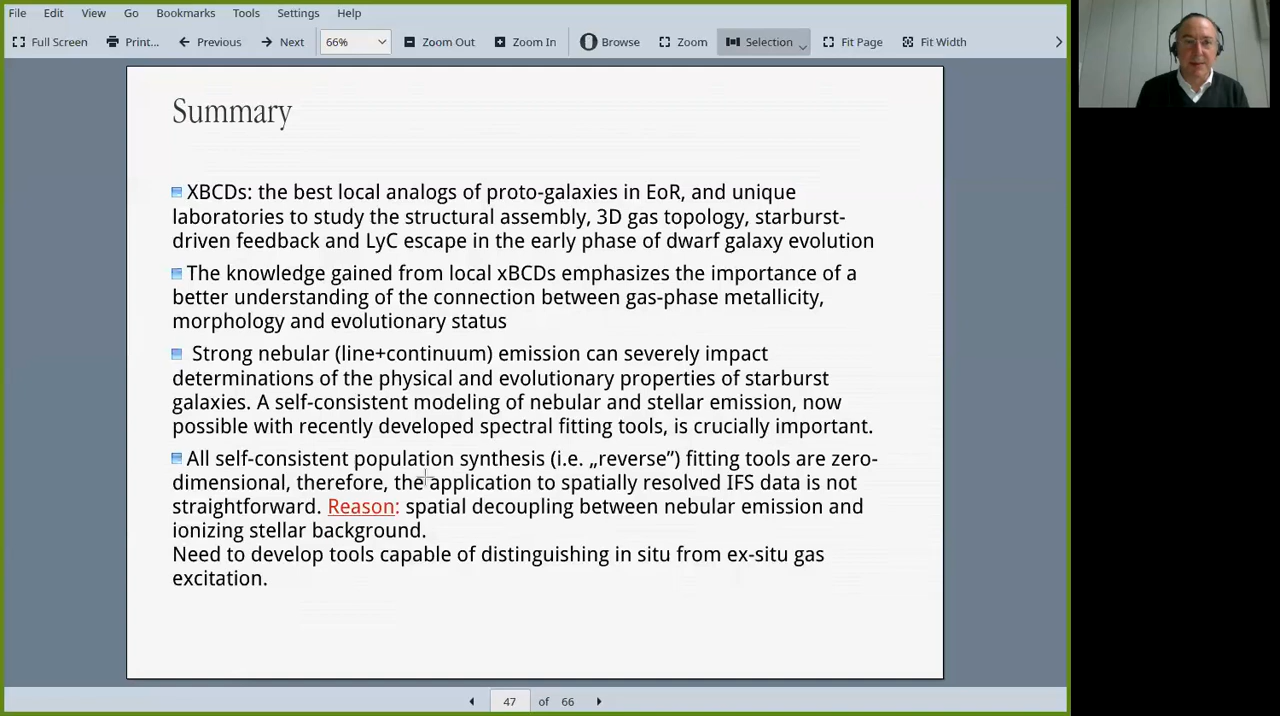 File Edit View Go Bookmarks Tools Settings Help
Full Screen Print... Previous Next 66% Zoom Out Zoom In Browse Zoom Selection Fit Page Fit Width
Summary
XBCDs: the best local analogs of proto-galaxies in EoR, and unique
laboratories to study the structural assembly, 3D gas topology, starburst-
driven feedback and LyC escape in the early phase of dwarf galaxy evolution
The knowledge gained from local xBCDs emphasizes the importance of a
better understanding of the connection between gas-phase metallicity,
morphology and evolutionary status
Strong nebular (line+continuum) emission can severely impact
determinations of the physical and evolutionary properties of starburst
galaxies. A self-consistent modeling of nebular and stellar emission, now
possible with recently developed spectral fitting tools, is crucially important.
All self-consistent population synthesis (i.e. „reverse”) fitting tools are zero-
dimensional, therefore, the application to spatially resolved IFS data is not
straightforward. Reason: spatial decoupling between nebular emission and
ionizing stellar background.
Need to develop tools capable of distinguishing in situ from ex-situ gas
excitation.
47 of 66